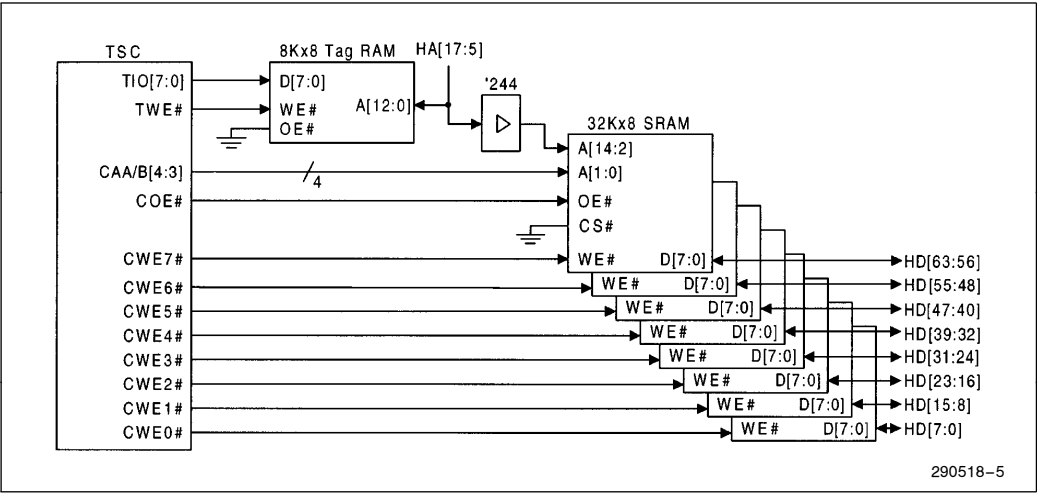 TSC
8Kx8 Tag RAM
HA[17:5]
TIO[7:0]
D[7:0]
'244
TWE#
WE#
A[12:0]
OE#
32Kx8 SRAM
A[14:2]
CAA/B[4:3]
4
A[1:0]
COE#
OE#
CS#
CWE7#
WE#
D[7:0]
HD[63:56]
CWE6#
WE#
D[7:0]
HD[55:48]
CWE5#
WE#
D[7:0]
HD[47:40]
CWE4#
WE#
D[7:0]
HD[39:32]
CWE3#
WE#
D[7:0]
HD[31:24]
CWE2#
WE#
D[7:0]
HD[23:16]
CWE1#
WE#
D[7:0]
HD[15:8]
CWE0#
WE#
D[7:0]
HD[7:0]
290518–5